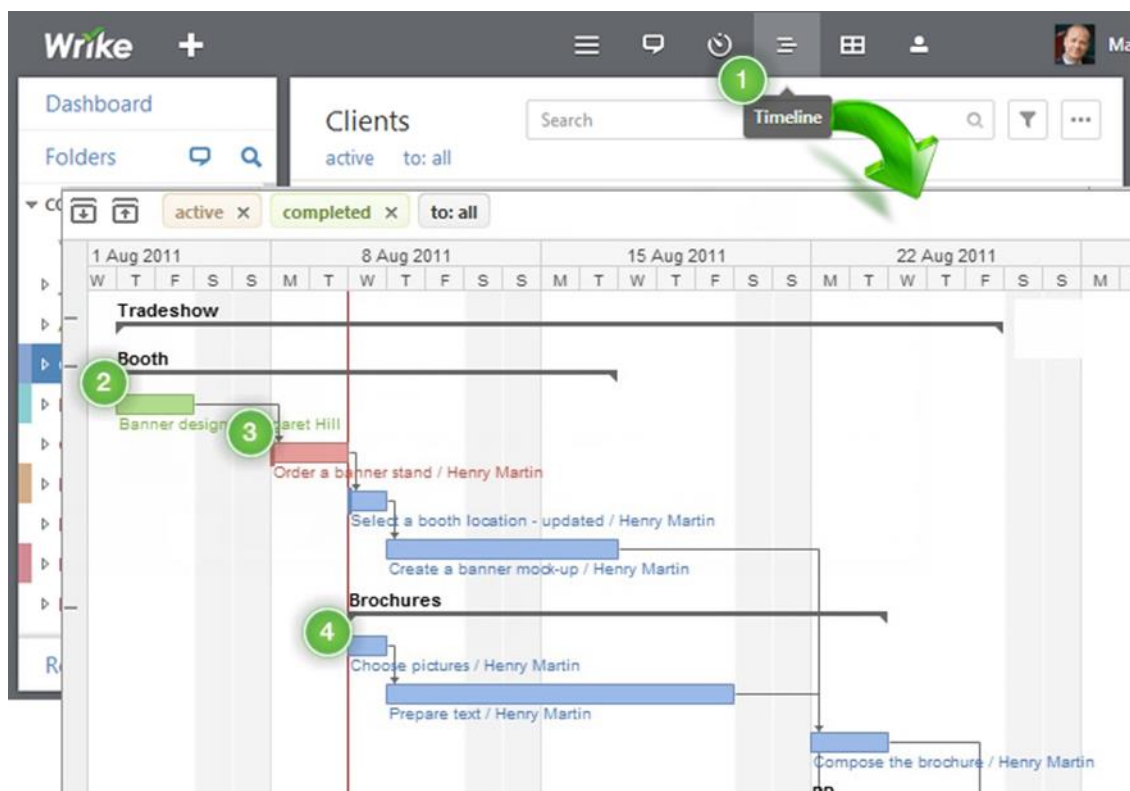 Wrike
Ma
1
Timeline
Dashboard
Clients
Search
Folders
active to: all
active × completed × to: all
1 Aug 2011 8 Aug 2011 15 Aug 2011 22 Aug 2011
W T F S S M T W T F S S M T W T F S S M T W T F S S M
Tradeshow
Booth
2
Banner design
3
aret Hill
Order a banner stand / Henry Martin
Select a booth location - updated / Henry Martin
Create a banner mock-up / Henry Martin
Brochures
4
Choose pictures / Henry Martin
Prepare text / Henry Martin
Compose the brochure / Henry Martin